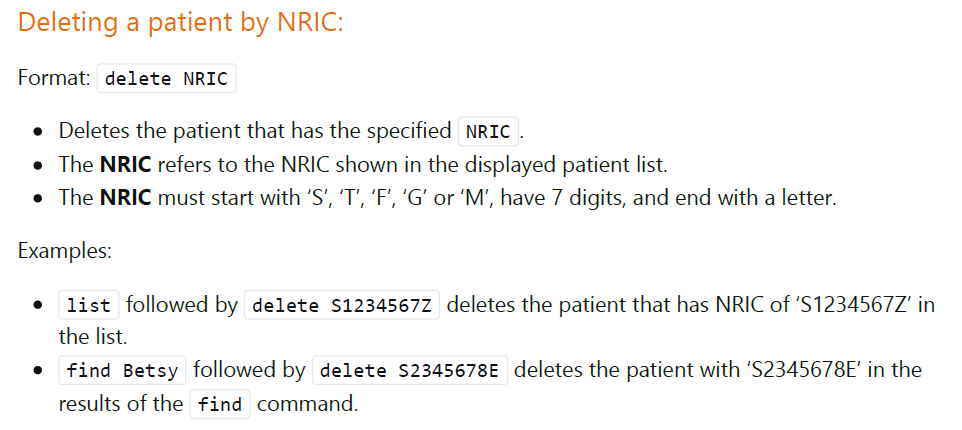 Deleting a patient by NRIC:
Format: delete NRIC
• Deletes the patient that has the specified NRIC .
• The NRIC refers to the NRIC shown in the displayed patient list.
• The NRIC must start with ‘S’, ‘T’, ‘F’, ‘G’ or ‘M’, have 7 digits, and end with a letter.
Examples:
• list followed by delete S1234567Z deletes the patient that has NRIC of ‘S1234567Z’ in
the list.
• find Betsy followed by delete S2345678E deletes the patient with ‘S2345678E’ in the
results of the find command.